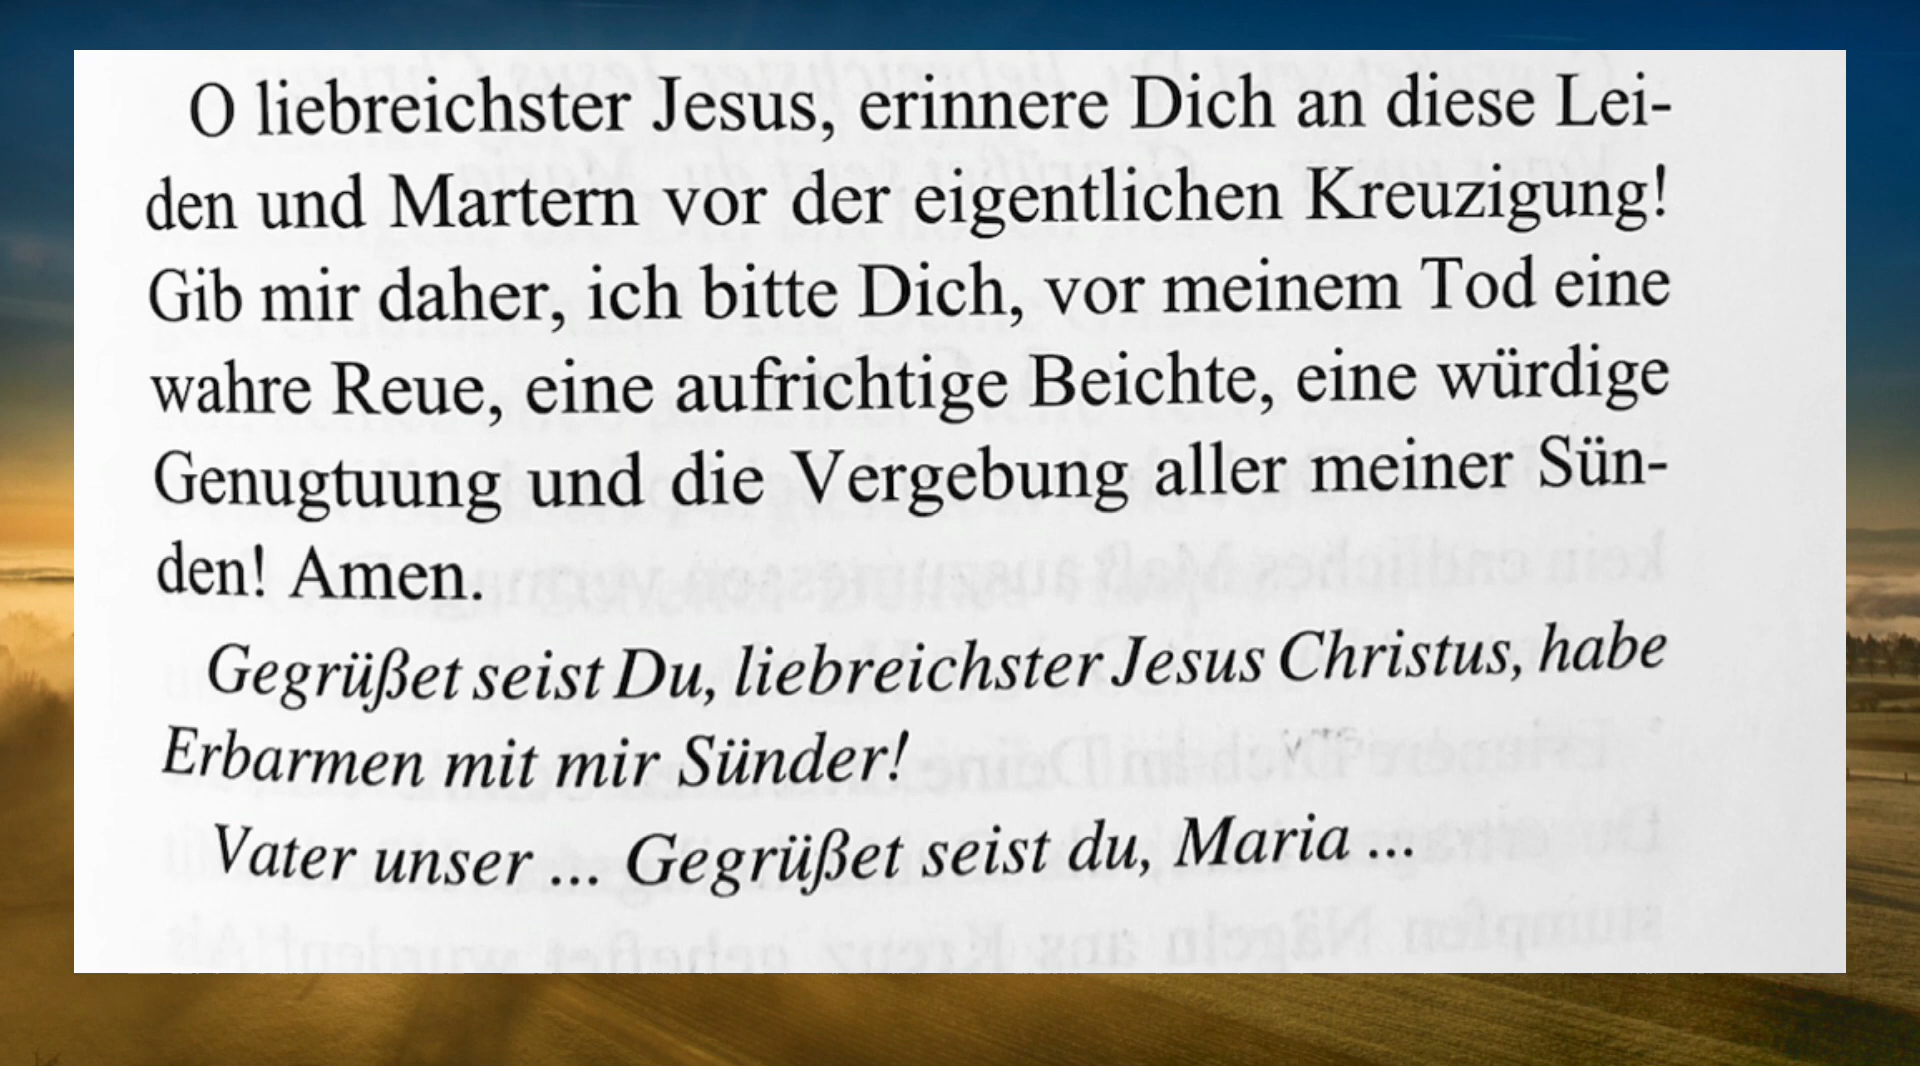 O liebreichster Jesus, erinnere Dich an diese Lei-
den und Martern vor der eigentlichen Kreuzigung!
Gib mir daher, ich bitte Dich, vor meinem Tod eine
wahre Reue, eine aufrichtige Beichte, eine würdige
Genugtuung und die Vergebung aller meiner Sün-
den! Amen.
Gegrüßet seist Du, liebreichster Jesus Christus, habe
Erbarmen mit mir Sünder!
Vater unser ... Gegrüßet seist du, Maria ...